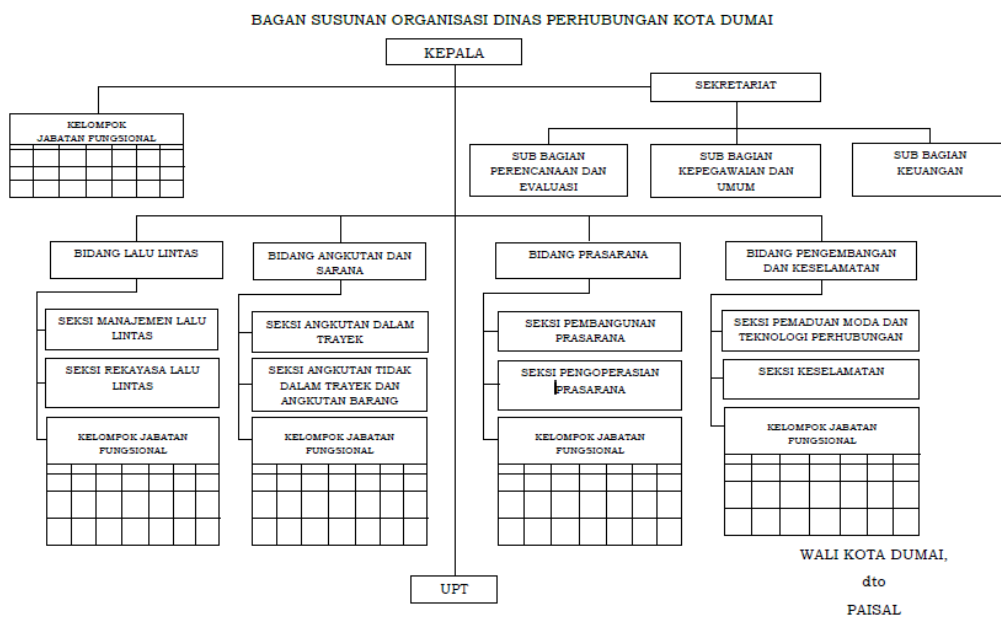 BAGAN SUSUNAN ORGANISASI DINAS PERHUBUNGAN KOTA DUMAI
KEPALA
SEKRETARIAT
KELOMPOK
JABATAN FUNGSIONAL
SUB BAGIAN
PERENCANAAN DAN
EVALUASI
SUB BAGIAN
KEPEGAWAIAN DAN
UMUM
SUB BAGIAN
KEUANGAN
BIDANG LALU LINTAS
BIDANG ANGKUTAN DAN
SARANA
BIDANG PRASARANA
BIDANG PENGEMBANGAN
DAN KESELAMATAN
SEKSI MANAJEMEN LALU
LINTAS
SEKSI ANGKUTAN DALAM
TRAYEK
SEKSI PEMBANGUNAN
PRASARANA
SEKSI PEMADUAN MODA DAN
TEKNOLOGI PERHUBUNGAN
SEKSI REKAYASA LALU
LINTAS
SEKSI ANGKUTAN TIDAK
DALAM TRAYEK DAN
ANGKUTAN BARANG
SEKSI PENGOPERASIAN
PRASARANA
SEKSI KESELAMATAN
KELOMPOK JABATAN
FUNGSIONAL
KELOMPOK JABATAN
FUNGSIONAL
KELOMPOK JABATAN
FUNGSIONAL
KELOMPOK JABATAN
FUNGSIONAL
UPT
WALI KOTA DUMAI,
dto
PAISAL